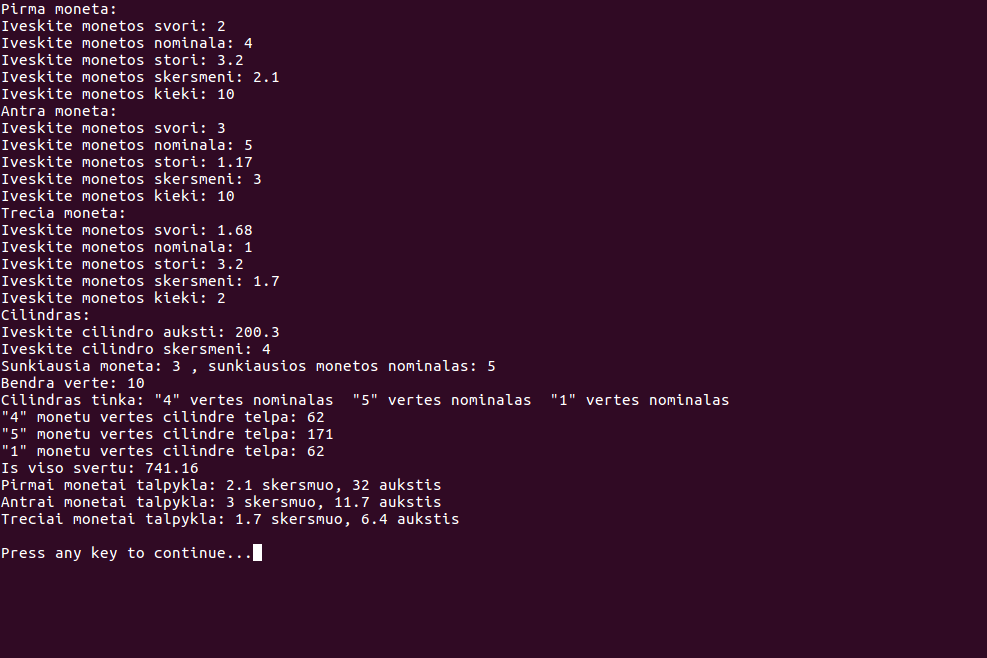 Pirma moneta:
Iveskite monetos svori: 2
Iveskite monetos nominala: 4
Iveskite monetos stori: 3.2
Iveskite monetos skersmeni: 2.1
Iveskite monetos kieki: 10
Antra moneta:
Iveskite monetos svori: 3
Iveskite monetos nominala: 5
Iveskite monetos stori: 1.17
Iveskite monetos skersmeni: 3
Iveskite monetos kieki: 10
Trecia moneta:
Iveskite monetos svori: 1.68
Iveskite monetos nominala: 1
Iveskite monetos stori: 3.2
Iveskite monetos skersmeni: 1.7
Iveskite monetos kieki: 2
Cilindras:
Iveskite cilindro auksti: 200.3
Iveskite cilindro skersmeni: 4
Sunkiausia moneta: 3 , sunkiausios monetos nominalas: 5
Bendra verte: 10
Cilindras tinka: "4" vertes nominalas  "5" vertes nominalas  "1" vertes nominalas
"4" monetu vertes cilindre telpa: 62
"5" monetu vertes cilindre telpa: 171
"1" monetu vertes cilindre telpa: 62
Is viso svertu: 741.16
Pirmai monetai talpykla: 2.1 skersmuo, 32 aukstis
Antrai monetai talpykla: 3 skersmuo, 11.7 aukstis
Treciai monetai talpykla: 1.7 skersmuo, 6.4 aukstis
Press any key to continue...